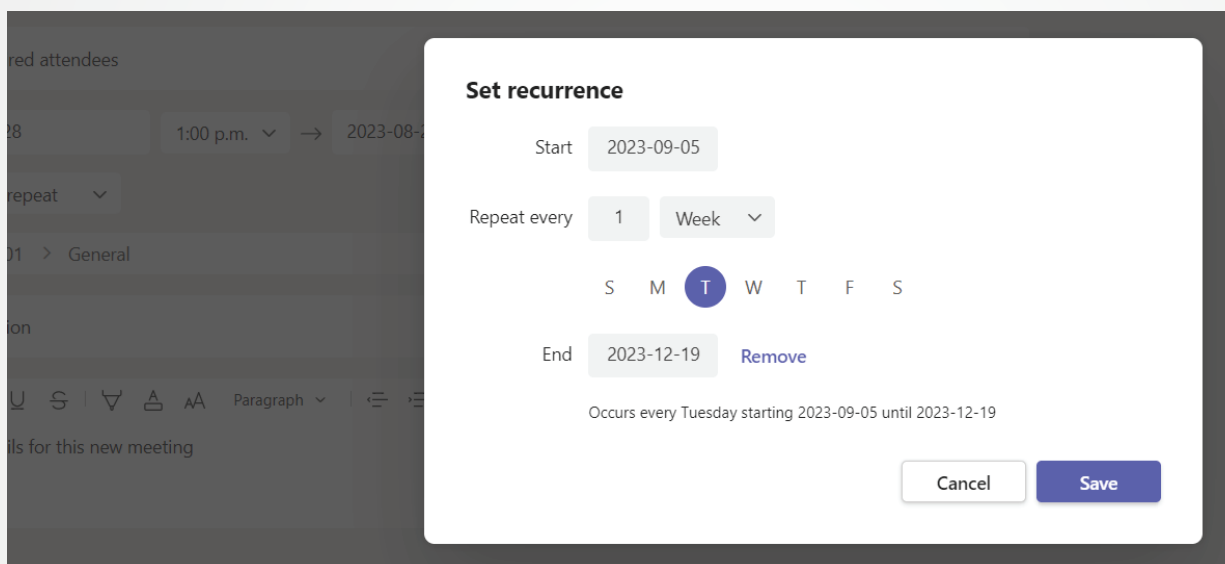 red attendees
28 1:00 p.m. → 2023-08-2
repeat
01 > General
ion
U S A AA Paragraph
ils for this new meeting
Set recurrence
Start 2023-09-05
Repeat every 1 Week
S M T W T F S
End 2023-12-19 Remove
Occurs every Tuesday starting 2023-09-05 until 2023-12-19
Cancel Save